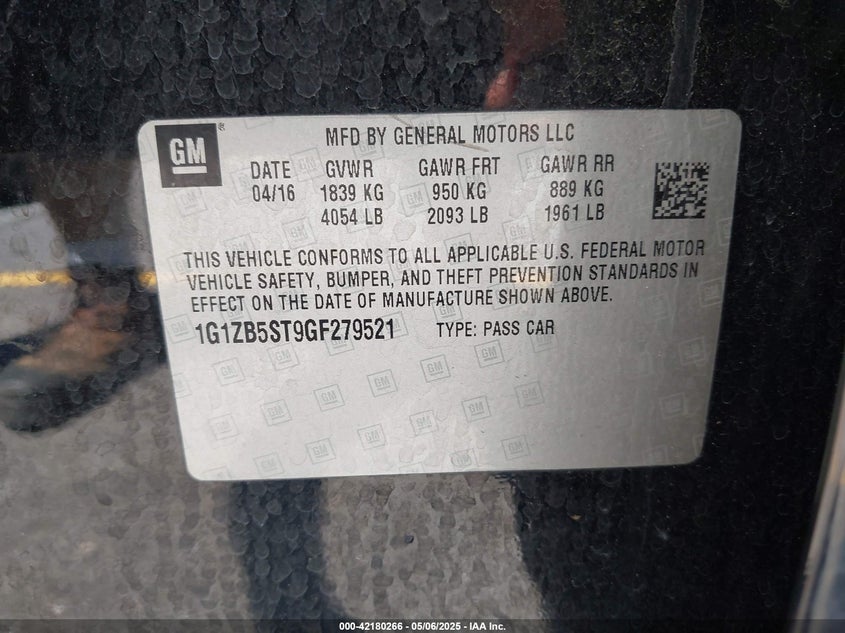 GM
®
MFD BY GENERAL MOTORS LLC
DATE GVWR GAWR FRT GAWR RR
04/16 1839 KG 950 KG 889 KG
4054 LB 2093 LB 1961 LB
THIS VEHICLE CONFORMS TO ALL APPLICABLE U.S. FEDERAL MOTOR
VEHICLE SAFETY, BUMPER, AND THEFT PREVENTION STANDARDS IN
EFFECT ON THE DATE OF MANUFACTURE SHOWN ABOVE.
1G1ZB5ST9GF279521 TYPE: PASS CAR
000-42180266 - 05/06/2025 - IAA Inc.